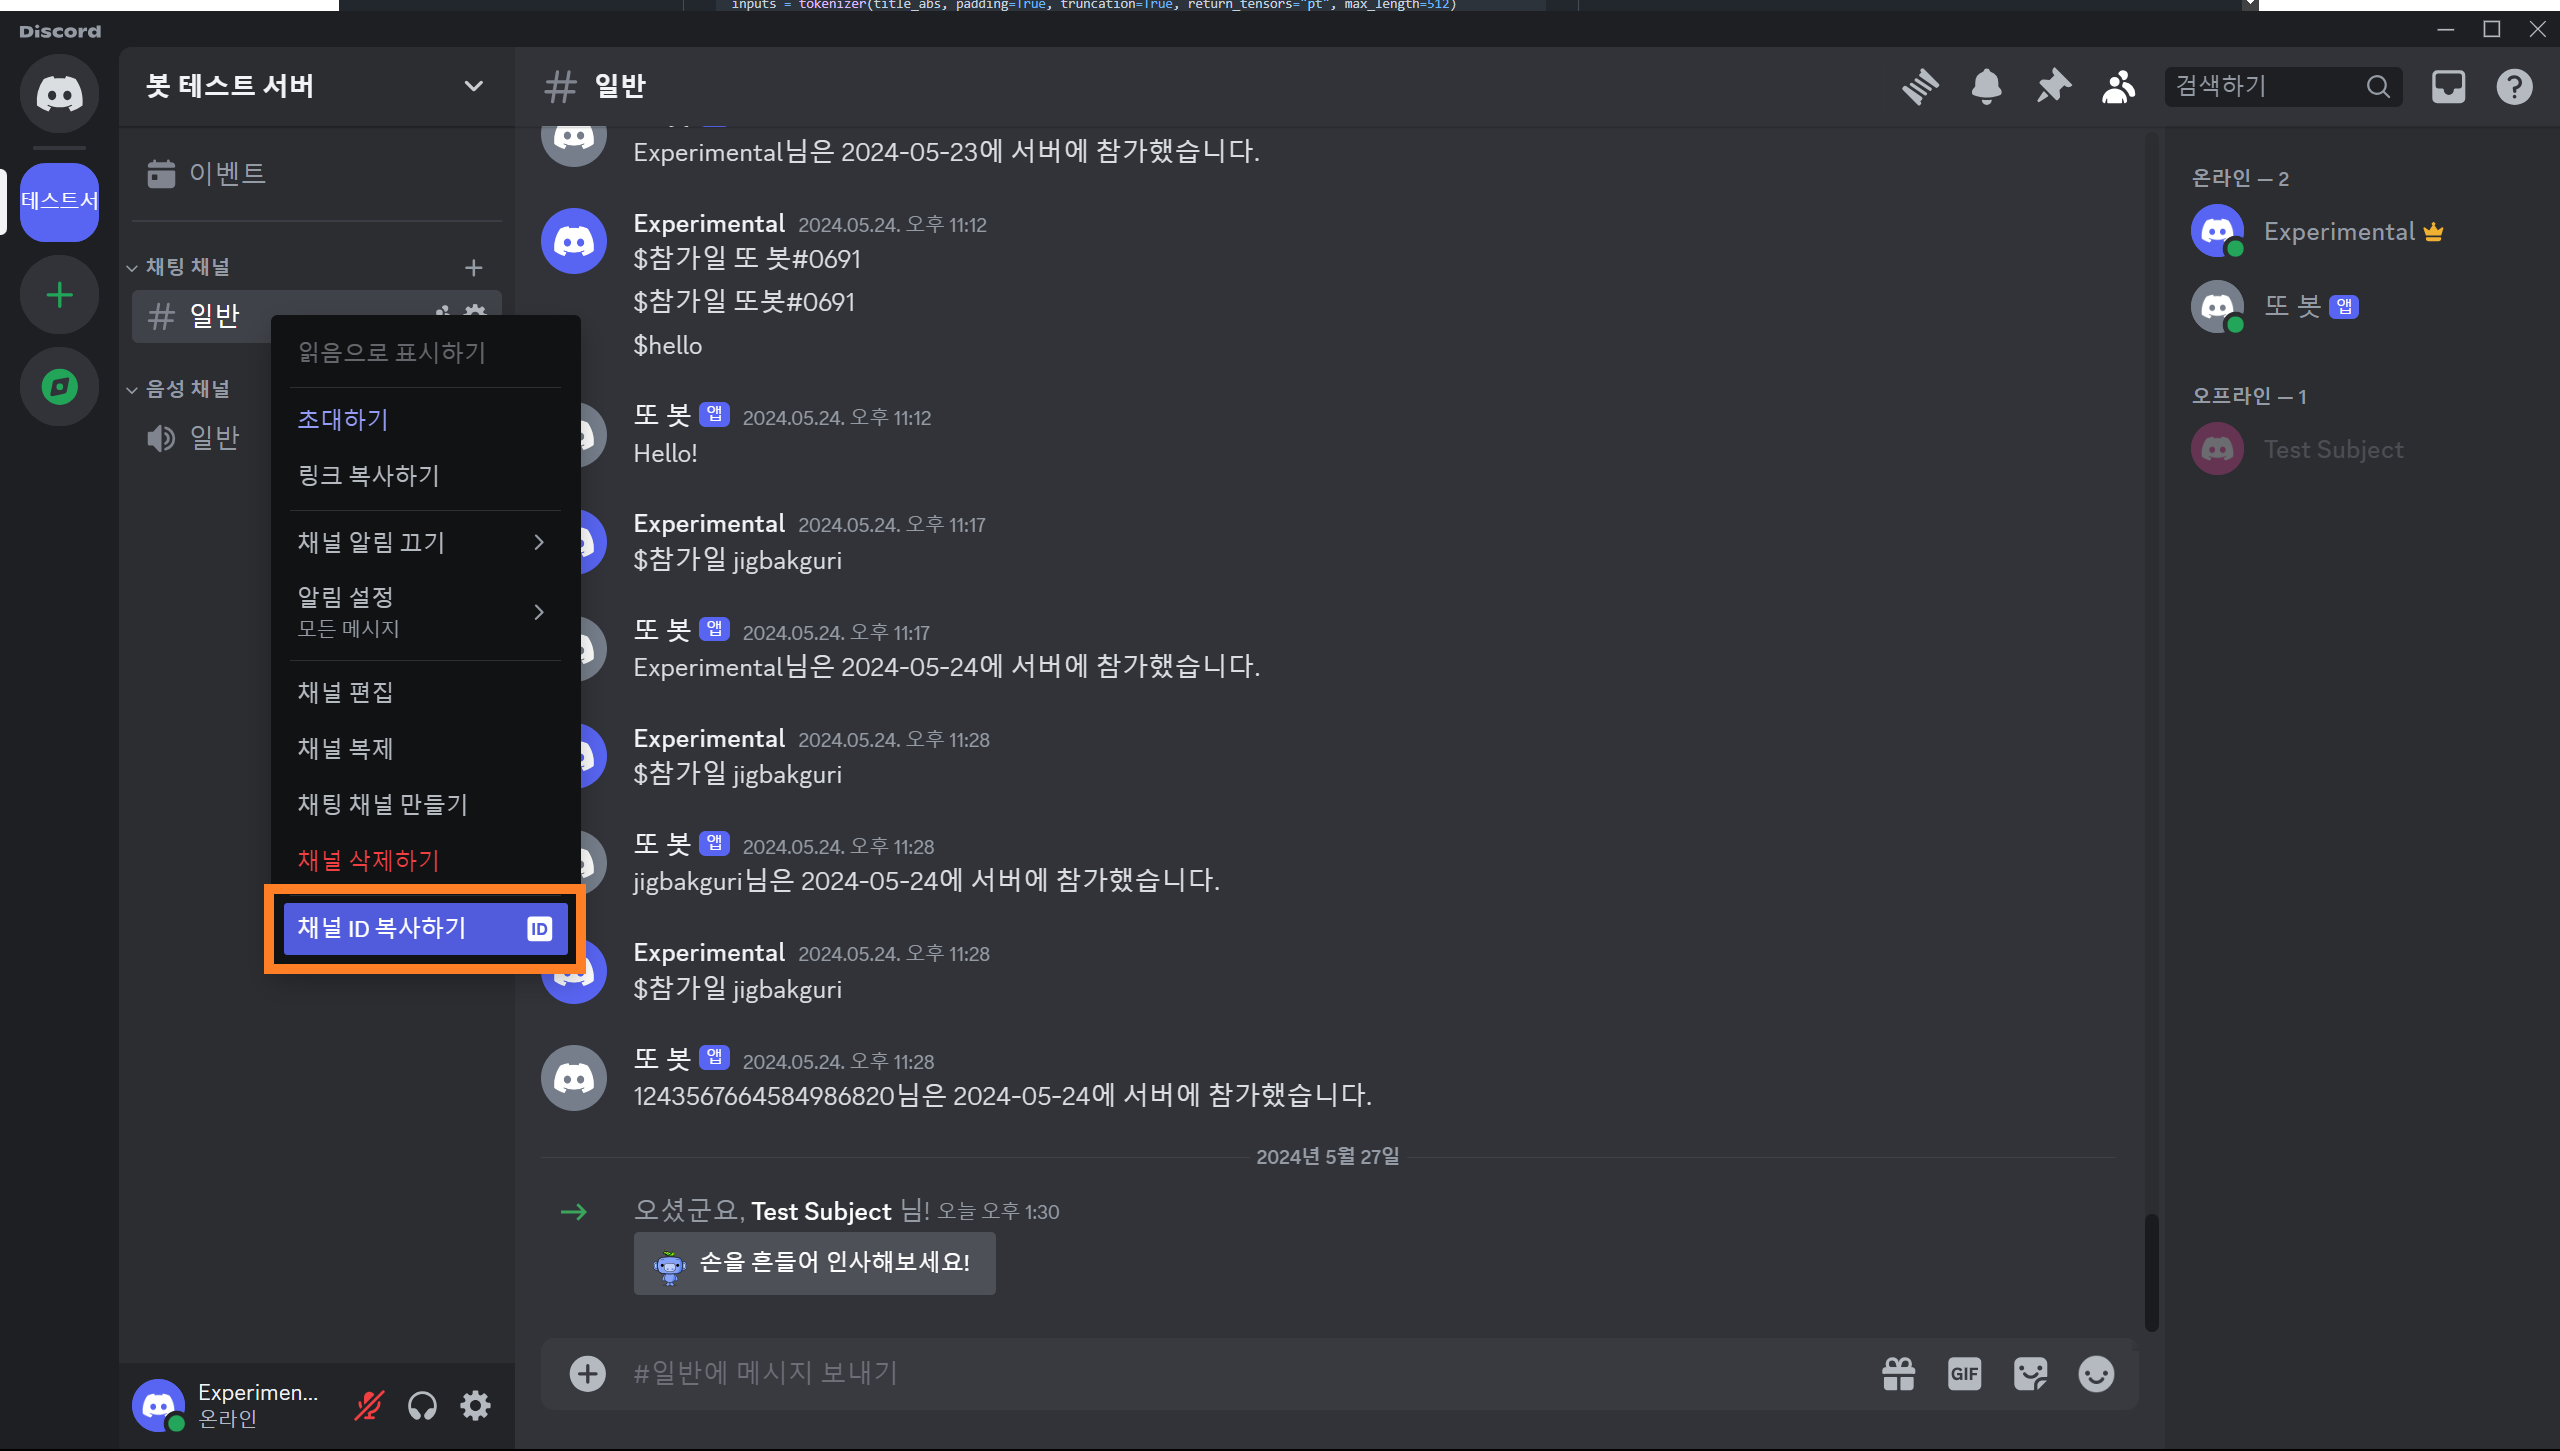 inputs = tokenizer(title_abs, padding=True, truncation=True, return_tensors="pt", max_length=512)
Discord
봇 테스트 서버
테스트서
이벤트
채팅 채널
일반
음성 채널
일반
읽음으로 표시하기
초대하기
링크 복사하기
채널 알림 끄기
알림 설정
모든 메시지
채널 편집
채널 복제
채팅 채널 만들기
채널 삭제하기
채널 ID 복사하기 ID
Experimen...
온라인
일반
검색하기
Experimental님은 2024-05-23에 서버에 참가했습니다.
Experimental 2024.05.24. 오후 11:12
$참가일 또 봇#0691
$참가일 또봇#0691
$hello
또 봇 앱 2024.05.24. 오후 11:12
Hello!
Experimental 2024.05.24. 오후 11:17
$참가일 jigbakguri
또 봇 앱 2024.05.24. 오후 11:17
Experimental님은 2024-05-24에 서버에 참가했습니다.
Experimental 2024.05.24. 오후 11:28
$참가일 jigbakguri
또 봇 앱 2024.05.24. 오후 11:28
jigbakguri님은 2024-05-24에 서버에 참가했습니다.
Experimental 2024.05.24. 오후 11:28
$참가일 jigbakguri
또 봇 앱 2024.05.24. 오후 11:28
1243567664584986820님은 2024-05-24에 서버에 참가했습니다.
2024년 5월 27일
오셨군요, Test Subject 님! 오늘 오후 1:30
손을 흔들어 인사해보세요!
#일반에 메시지 보내기
GIF
온라인 — 2
Experimental
또 봇 앱
오프라인 — 1
Test Subject